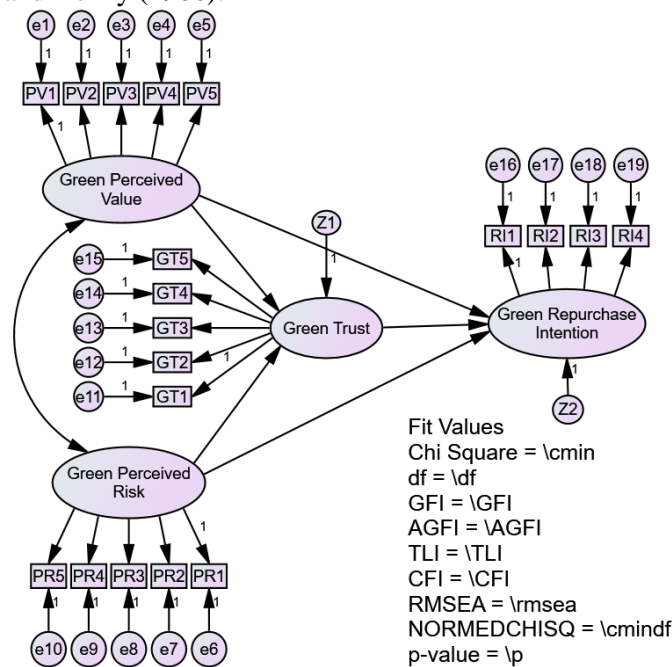 e1 e2 e3 e4 e5
1 1 1 1 1
PV1 PV2 PV3 PV4 PV5
1
Green Perceived
Value
e16 e17 e18 e19
1 1 1 1
RI1 RI2 RI3 RI4
1
Z1
1
e15 1 GT5
e14 1 GT4
e13 1 GT3
e12 1 GT2
1
e11 1 GT1
Green Trust
Green Repurchase
Intention
1
Z2
Green Perceived
Risk
1
PR5 PR4 PR3 PR2 PR1
1 1 1 1 1
e10 e9 e8 e7 e6
Fit Values
Chi Square = \cmin
df = \df
GFI = \GFI
AGFI = \AGFI
TLI = \TLI
CFI = \CFI
RMSEA = \rmsea
NORMEDCHISQ = \cmindf
p-value = \p